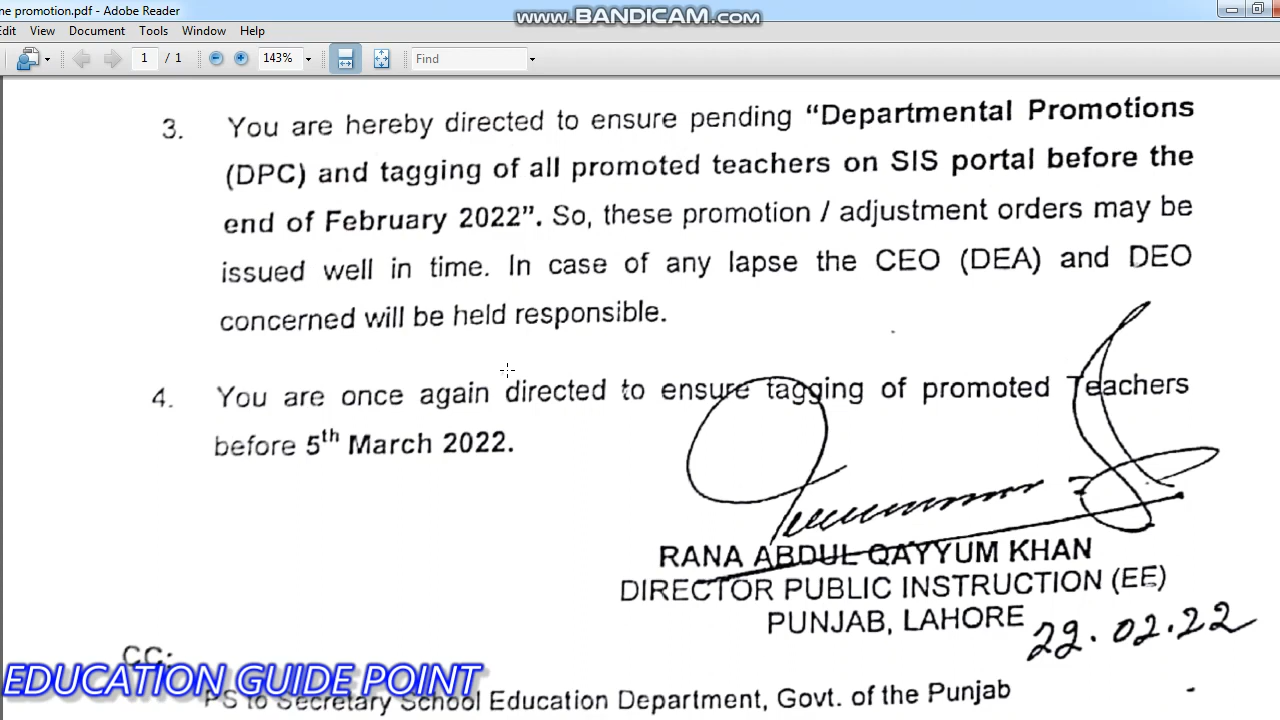 ne promotion.pdf - Adobe Reader
www.BANDICAM.com
Edit View Document Tools Window Help
1 / 1 143% Find
3. You are hereby directed to ensure pending “Departmental Promotions
(DPC) and tagging of all promoted teachers on SIS portal before the
end of February 2022”. So, these promotion / adjustment orders may be
issued well in time. In case of any lapse the CEO (DEA) and DEO
concerned will be held responsible.
4. You are once again directed to ensure tagging of promoted Teachers
before 5th March 2022.
RANA ABDUL QAYYUM KHAN
DIRECTOR PUBLIC INSTRUCTION (EE)
PUNJAB, LAHORE
22.02.22
CC:
EDUCATION GUIDE POINT
PS to Secretary School Education Department, Govt. of the Punjab